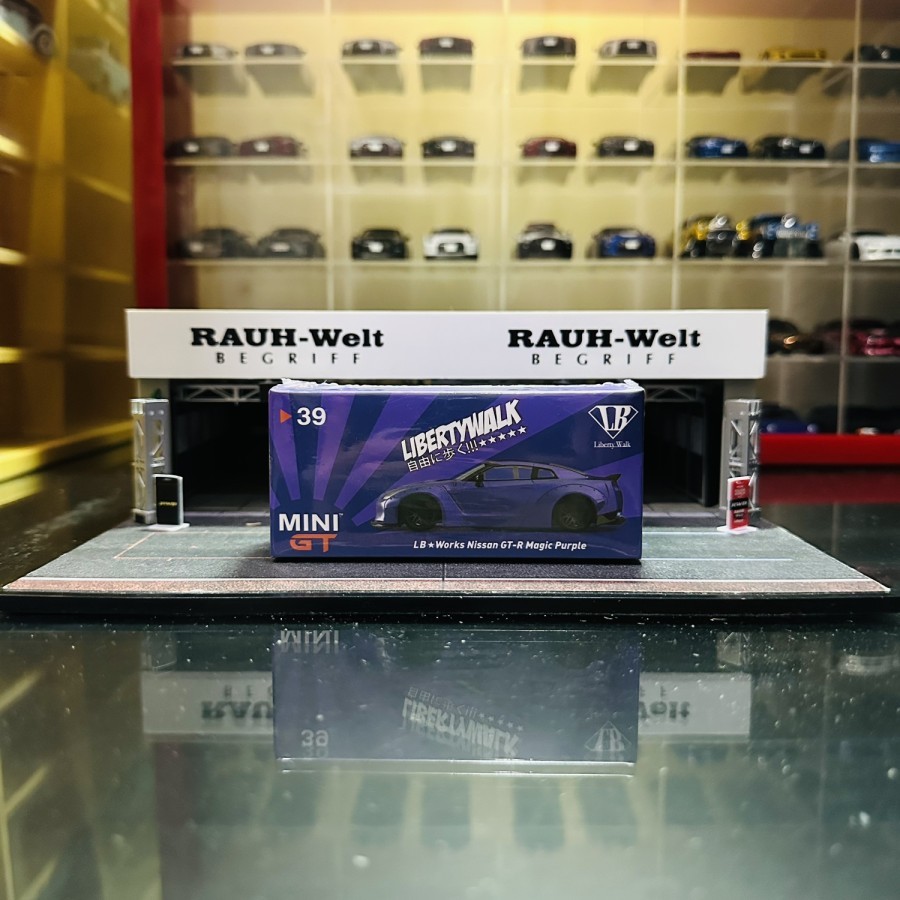 RAUH-Welt
BEGRIFF
RAUH-Welt
BEGRIFF
39
LIBERTYWALK
自由に歩く!!!★★★★★
LB
Liberty.Walk
MINI
GT
LB★Works Nissan GT-R Magic Purple